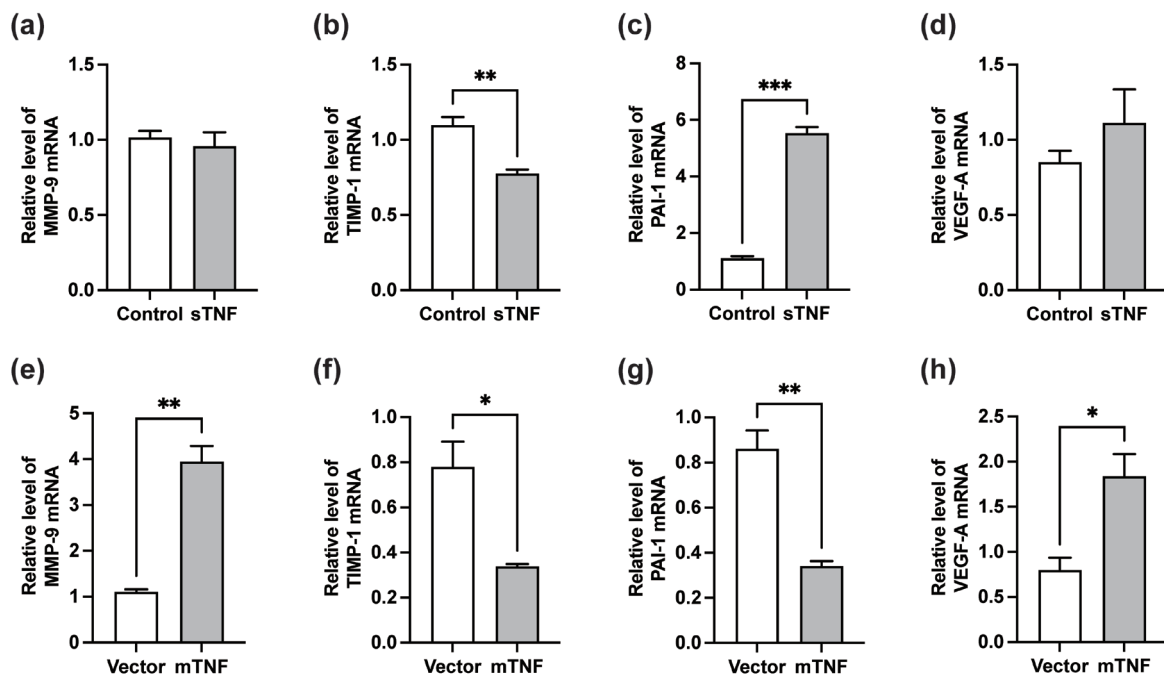 (a)
Relative level of
MMP-9 mRNA
1.5
1.0
0.5
0.0
Control sTNF
(b)
Relative level of
TIMP-1 mRNA
1.5
1.0
0.5
0.0
**
Control sTNF
(c)
Relative level of
PAI-1 mRNA
8
6
4
2
0
***
Control sTNF
(d)
Relative level of
VEGF-A mRNA
1.5
1.0
0.5
0.0
Control sTNF
(e)
Relative level of
MMP-9 mRNA
5
4
3
2
1
0
**
Vector mTNF
(f)
Relative level of
TIMP-1 mRNA
1.0
0.8
0.6
0.4
0.2
0.0
*
Vector mTNF
(g)
Relative level of
PAI-1 mRNA
1.0
0.8
0.6
0.4
0.2
0.0
**
Vector mTNF
(h)
Relative level of
VEGF-A mRNA
2.5
2.0
1.5
1.0
0.5
0.0
*
Vector mTNF